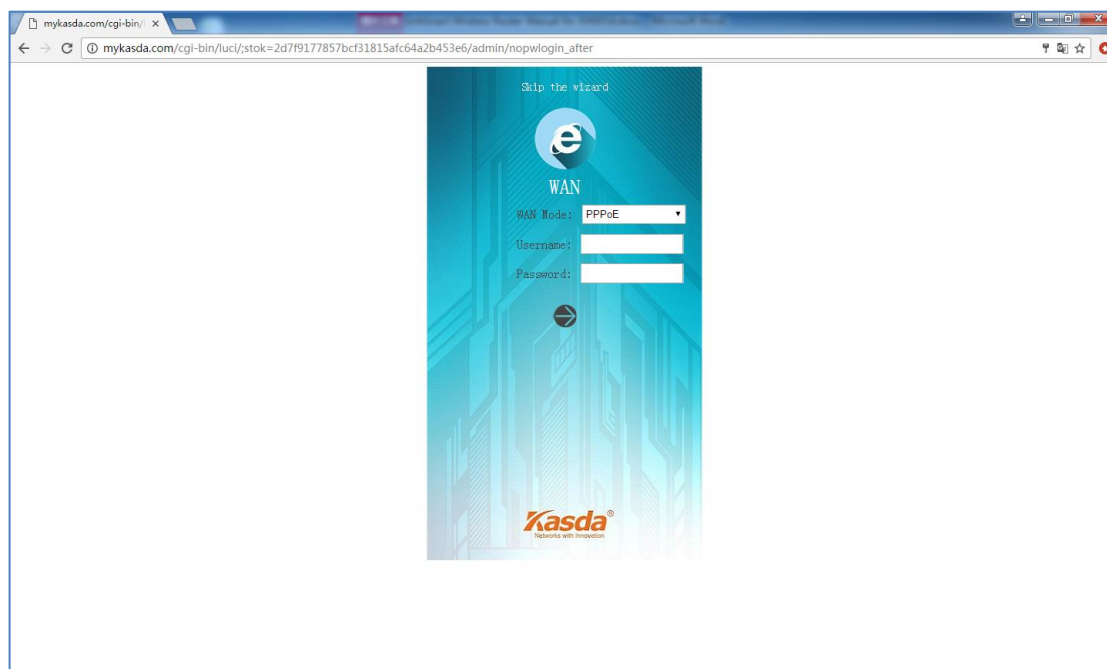 mykasda.com/cgi-bin/l
mykasda.com/cgi-bin/luci/;stok=2d7f9177857bcf31815afc64a2b453e6/admin/nopwlogin_after
Skip the wizard
WAN
WAN Mode: PPPoE
Username:
Password:
Kasda®
Networks with Innovation